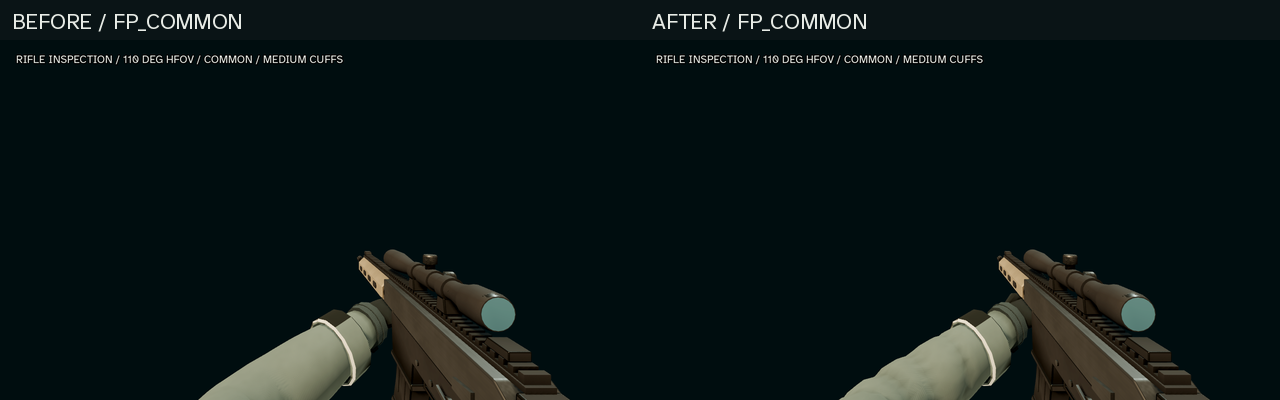 BEFORE / FP_COMMON
AFTER / FP_COMMON
RIFLE INSPECTION / 110 DEG HFOV / COMMON / MEDIUM CUFFS
RIFLE INSPECTION / 110 DEG HFOV / COMMON / MEDIUM CUFFS